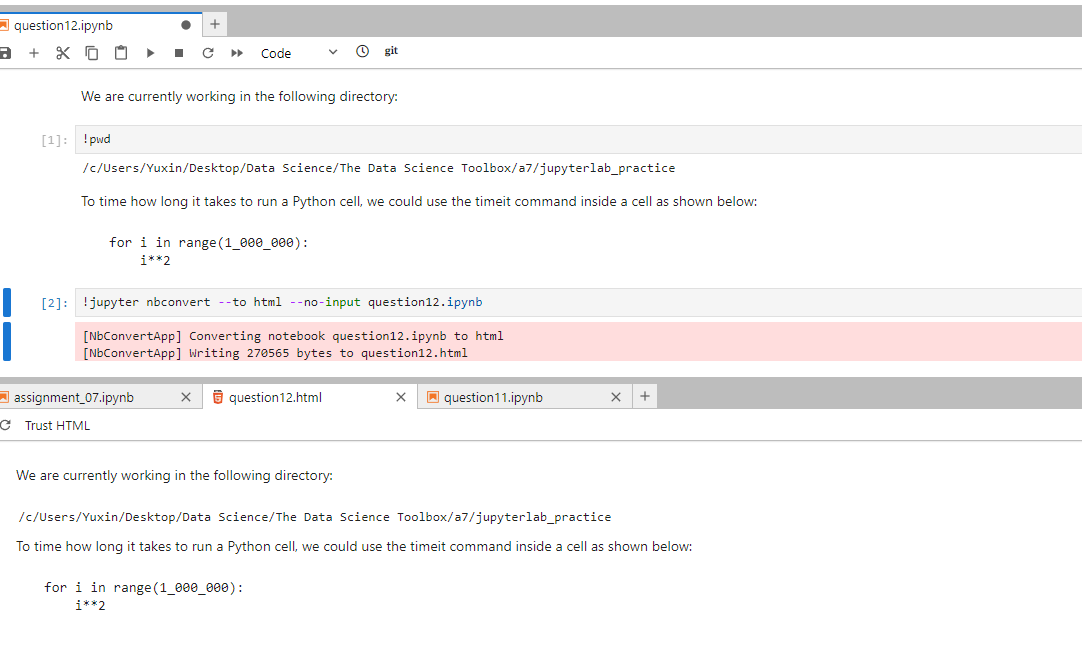 question12.ipynb
+
Code
git
We are currently working in the following directory:
[1]: !pwd
/c/Users/Yuxin/Desktop/Data Science/The Data Science Toolbox/a7/jupyterlab_practice
To time how long it takes to run a Python cell, we could use the timeit command inside a cell as shown below:
for i in range(1_000_000):
    i**2
[2]: !jupyter nbconvert --to html --no-input question12.ipynb
[NbConvertApp] Converting notebook question12.ipynb to html
[NbConvertApp] Writing 270565 bytes to question12.html
assignment_07.ipynb question12.html question11.ipynb
Trust HTML
We are currently working in the following directory:
/c/Users/Yuxin/Desktop/Data Science/The Data Science Toolbox/a7/jupyterlab_practice
To time how long it takes to run a Python cell, we could use the timeit command inside a cell as shown below:
for i in range(1_000_000):
    i**2